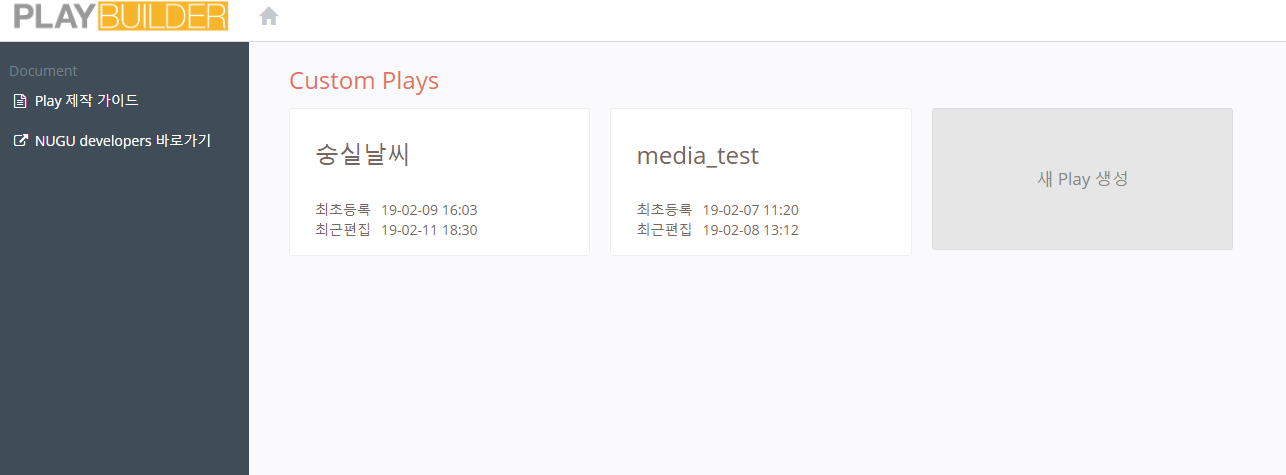 PLAYBUILDER
Document
Play 제작 가이드
NUGU developers 바로가기
Custom Plays
숭실날씨
최초등록 19-02-09 16:03
최근편집 19-02-11 18:30
media_test
최초등록 19-02-07 11:20
최근편집 19-02-08 13:12
새 Play 생성